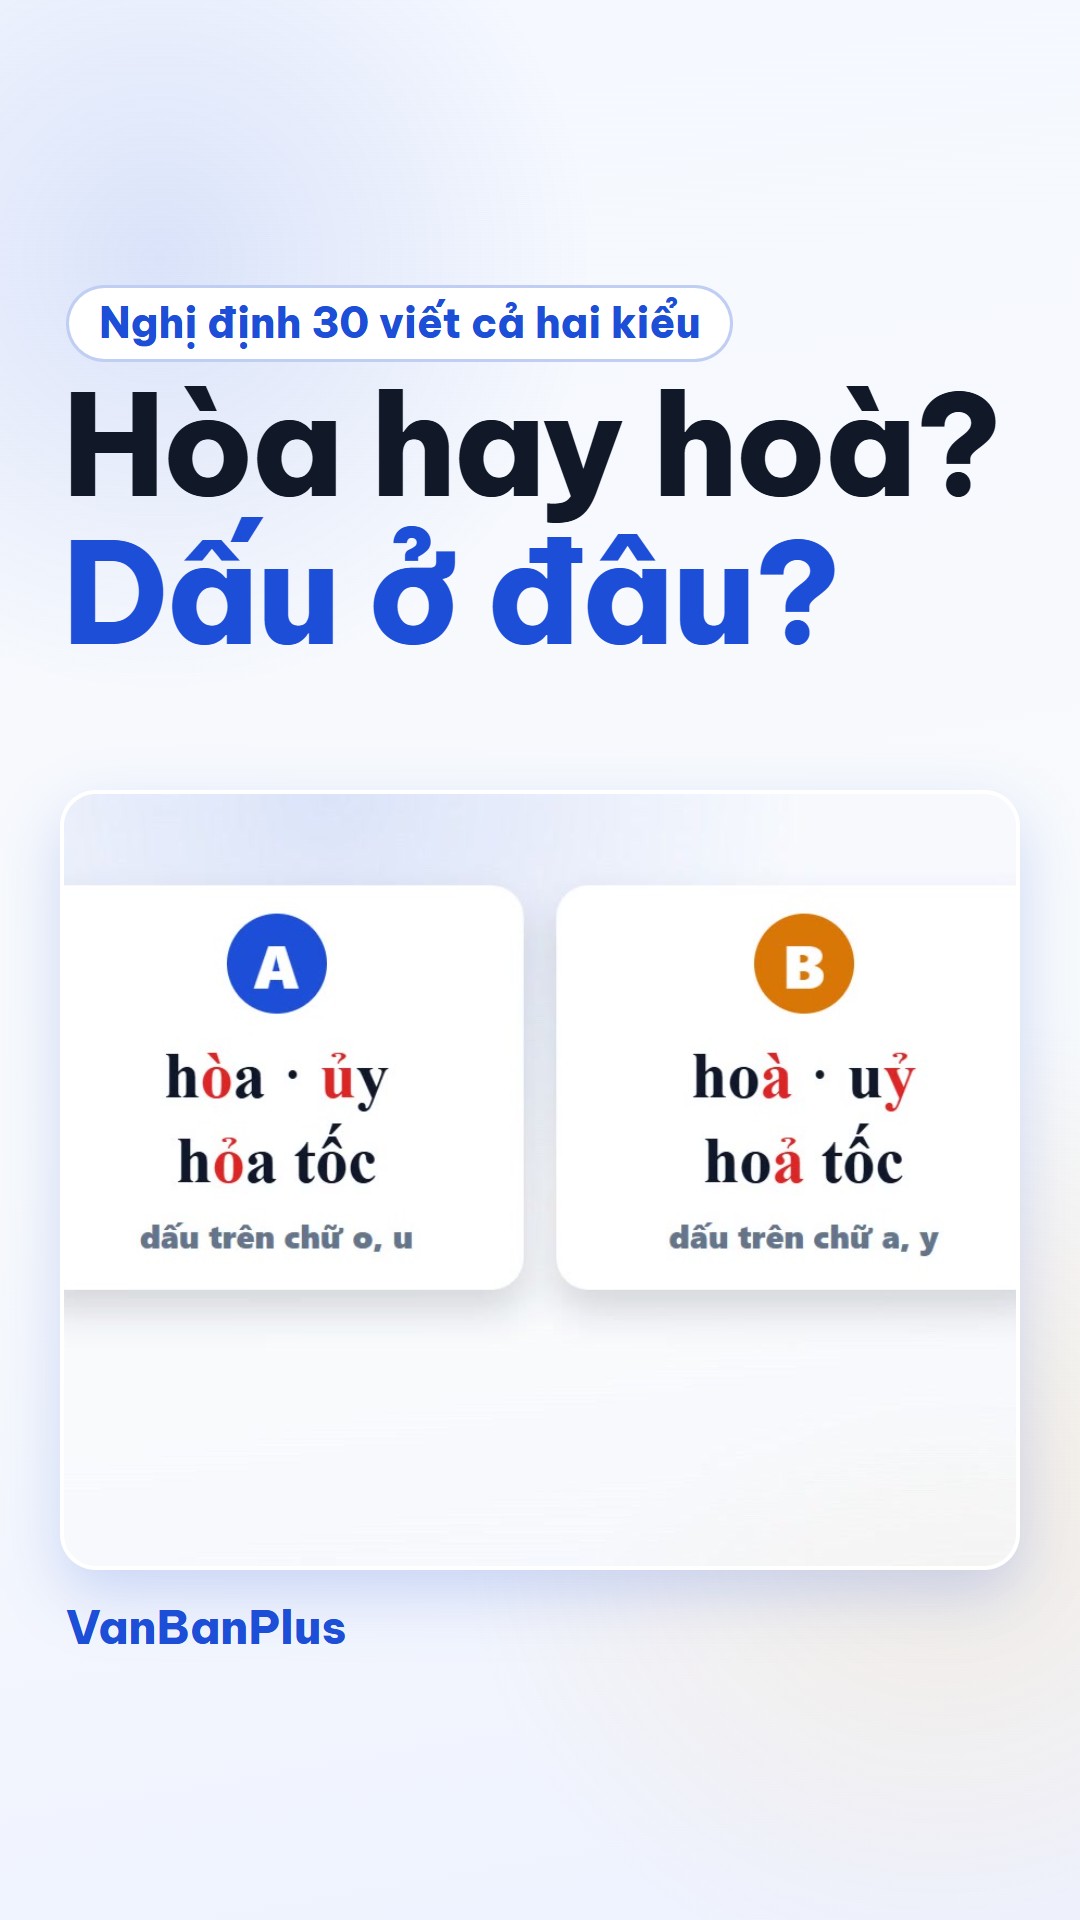 Nghị định 30 viết cả hai kiểu
Hòa hay hoà?
Dấu ở đâu?
A
hòa · ủy
hỏa tốc
dấu trên chữ o, u
B
hoà · uỷ
hoả tốc
dấu trên chữ a, y
VanBanPlus